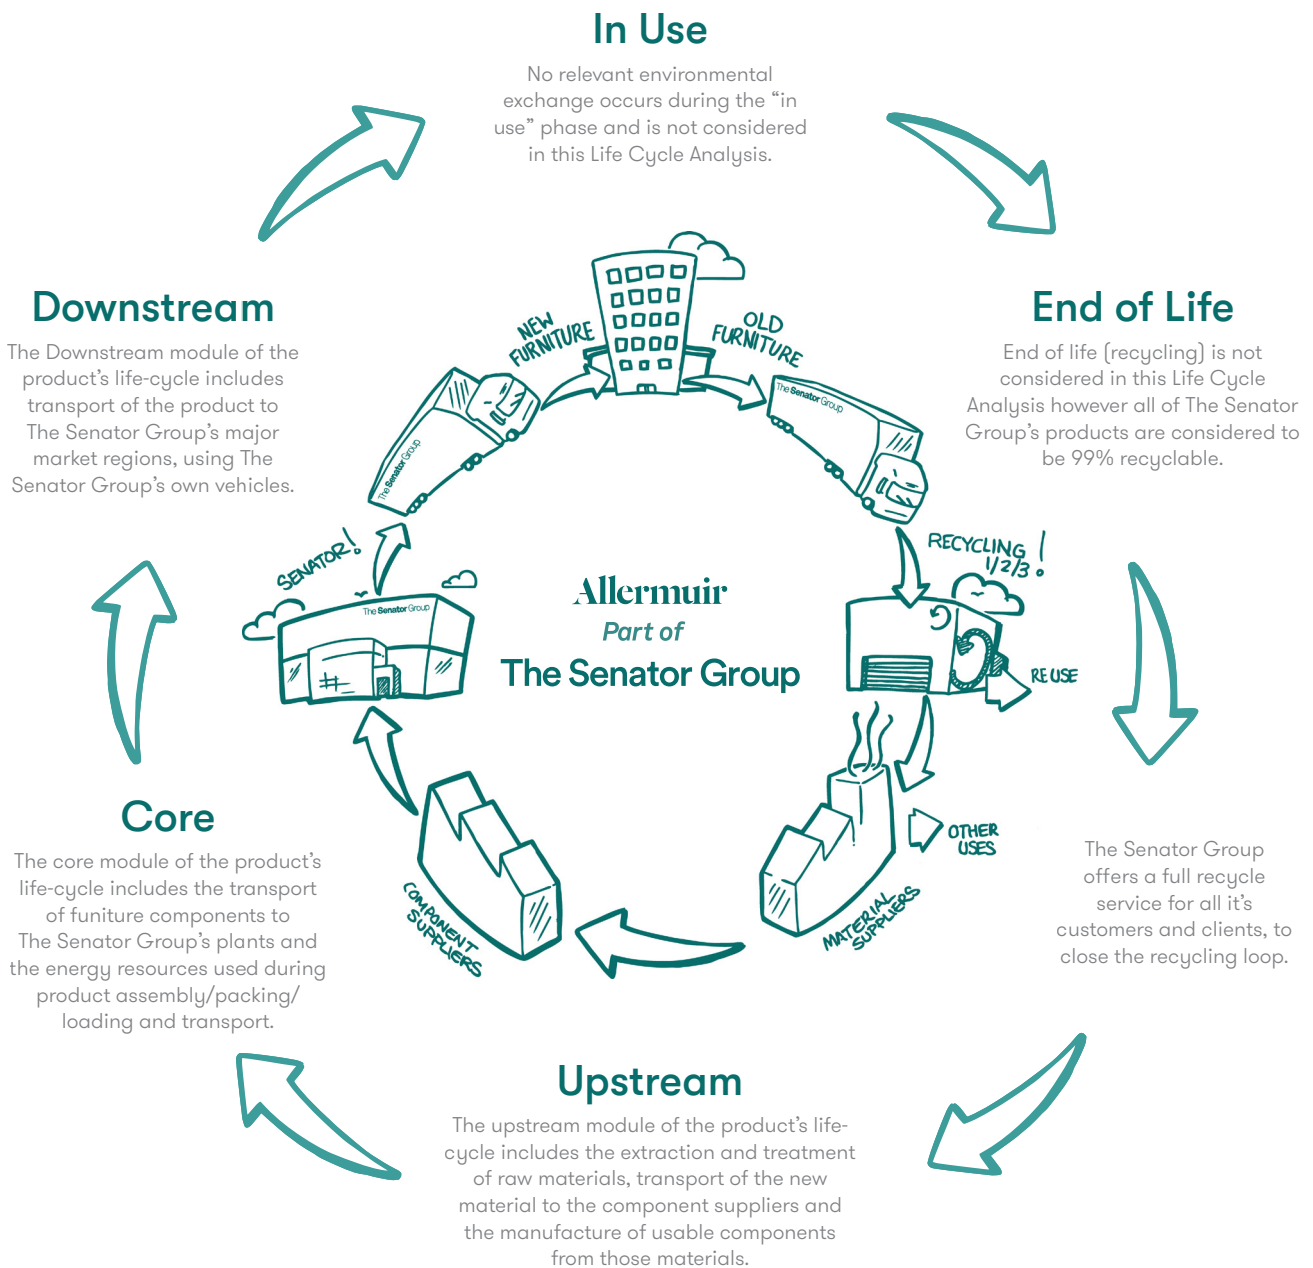 In Use
No relevant environmental
exchange occurs during the “in
use” phase and is not considered
in this Life Cycle Analysis.
Downstream
The Downstream module of the
product’s life-cycle includes
transport of the product to
The Senator Group’s major
market regions, using The
Senator Group’s own vehicles.
End of Life
End of life (recycling) is not
considered in this Life Cycle
Analysis however all of The Senator
Group’s products are considered to
be 99% recyclable.
NEW
FURNITURE
OLD
FURNITURE
The Senator Group
The Senator Group
SENATOR!
RECYCLING
1/2/3!
The Senator Group
RE USE
Allermuir
Part of
The Senator Group
COMPONENT
SUPPLIERS
MATERIAL
SUPPLIERS
OTHER
USES
Core
The core module of the product’s
life-cycle includes the transport
of funiture components to
The Senator Group’s plants and
the energy resources used during
product assembly/packing/
loading and transport.
The Senator Group
offers a full recycle
service for all it’s
customers and clients, to
close the recycling loop.
Upstream
The upstream module of the product’s life-
cycle includes the extraction and treatment
of raw materials, transport of the new
material to the component suppliers and
the manufacture of usable components
from those materials.